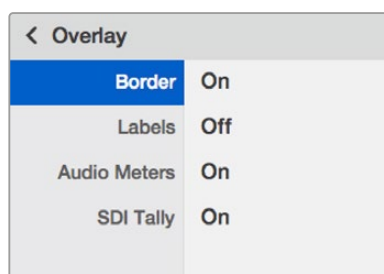 < Overlay
Border On
Labels Off
Audio Meters On
SDI Tally On